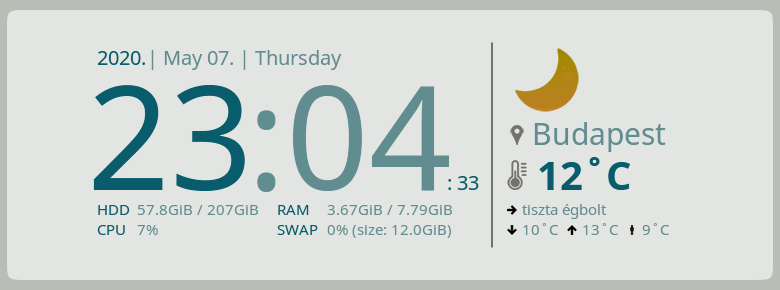 2020.| May 07. | Thursday
23:04 : 33
HDD 57.8GiB / 207GiB RAM 3.67GiB / 7.79GiB
CPU 7% SWAP 0% (size: 12.0GiB)
Budapest
12°C
tiszta égbolt
10°C 13°C 9°C